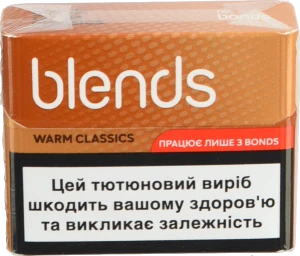 bonds
blends
WARM CLASSICS
ПРАЦЮЄ ЛИШЕ З BONDS
Цей тютюновий виріб
шкодить вашому здоров'ю
та викликає залежність